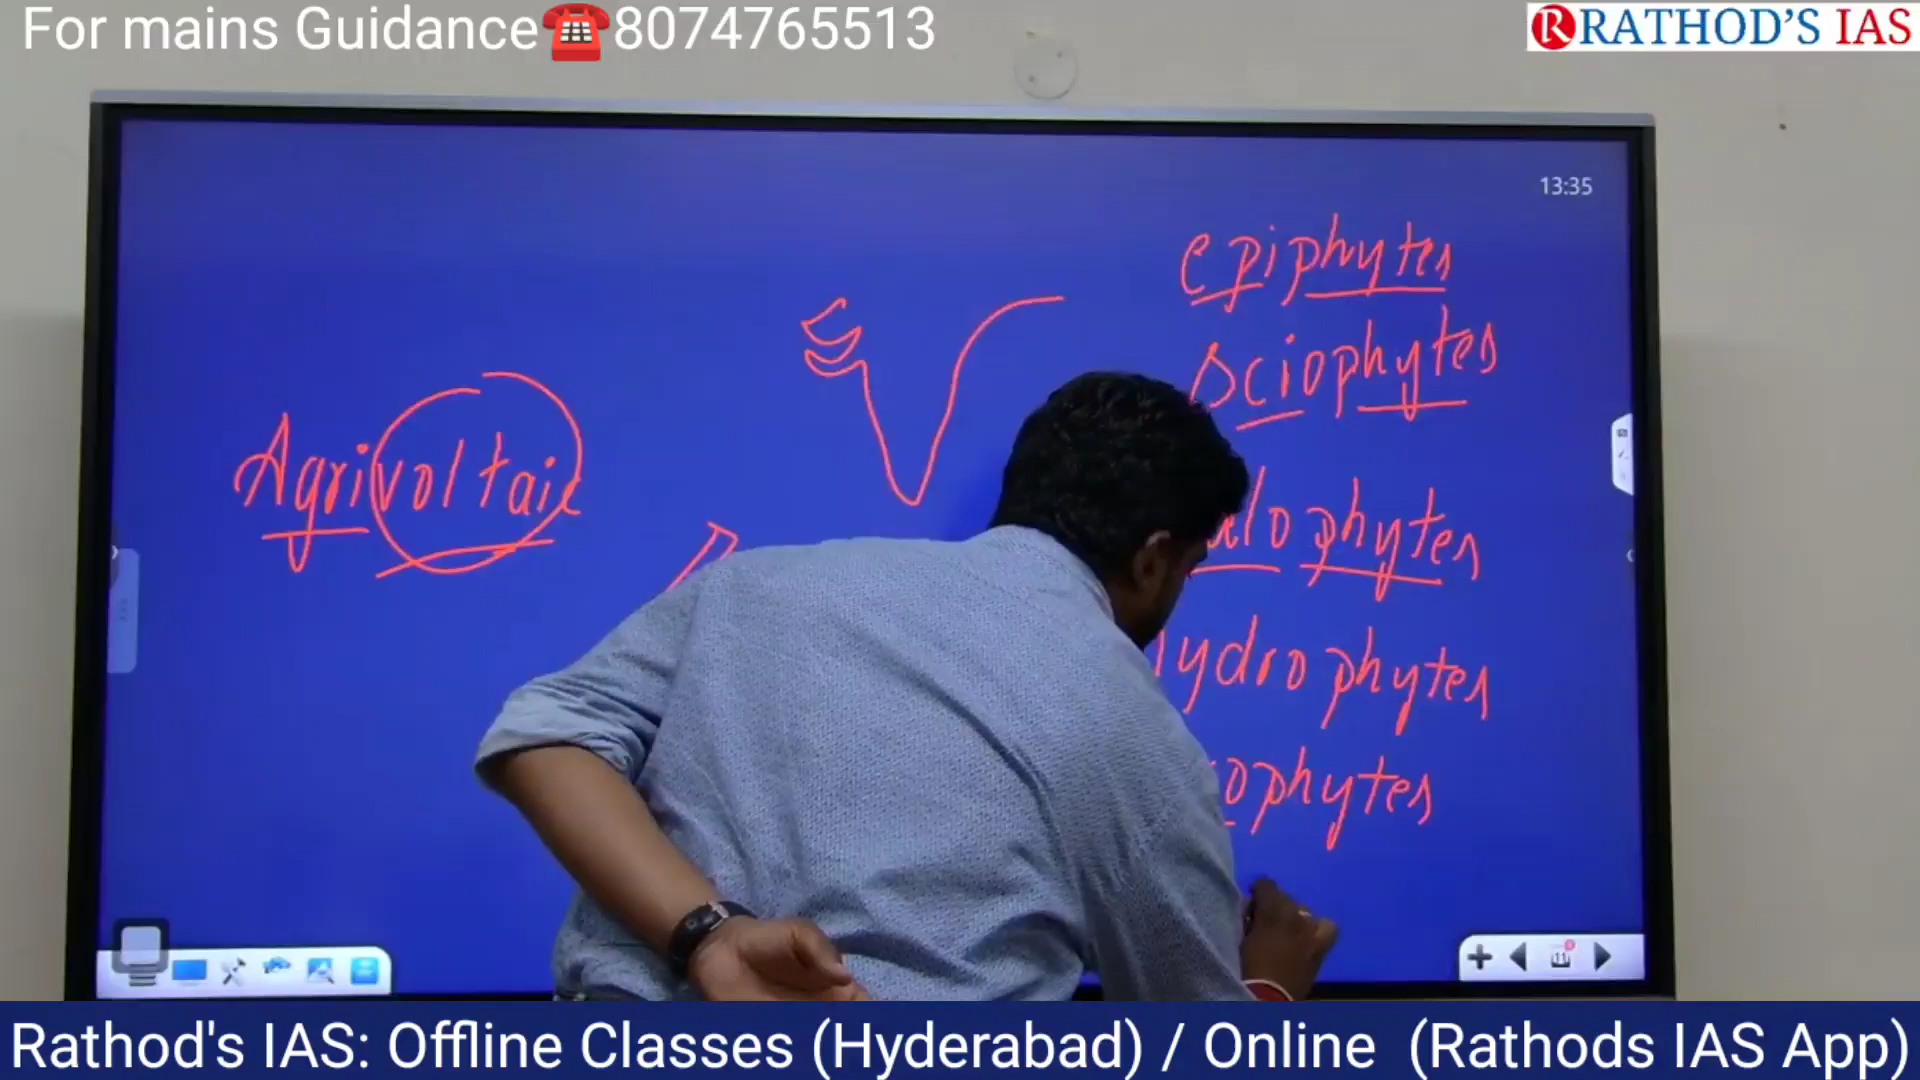 For mains Guidance☎️8074765513
RRATHOD'S IAS
13:35
epiphytes
sciophytes
Agrivoltaic
lophytes
ydrophytes
ophytes
Rathod's IAS: Offline Classes (Hyderabad) / Online (Rathods IAS App)